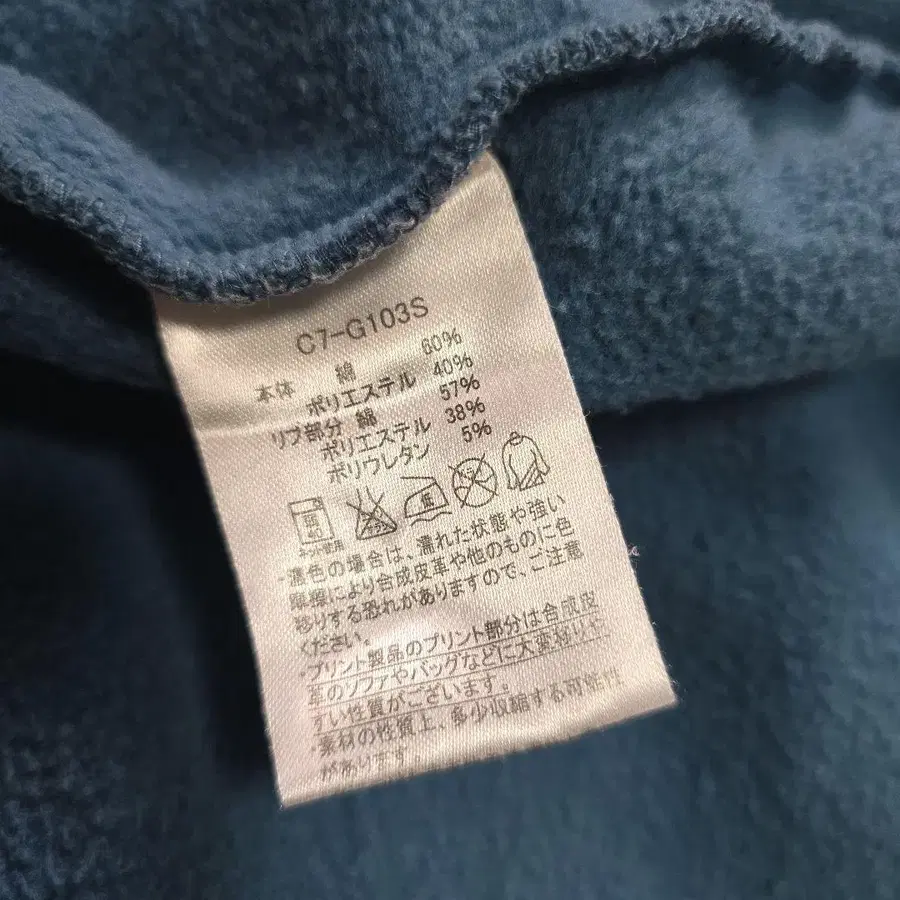 C7-G103S
本体 綿 60%
ポリエステル 40%
リブ部分 綿 57%
ポリエステル 38%
ポリウレタン 5%
40
ネット使用 低
・濃色の場合は、濡れた状態や強い
摩擦により合成皮革や他のものに色
移りする恐れがありますので、ご注意
ください。
・プリント製品のプリント部分は合成皮
革のソファやバッグなどに大変移りや
すい性質がございます。
・素材の性質上、多少収縮する可能性
があります。